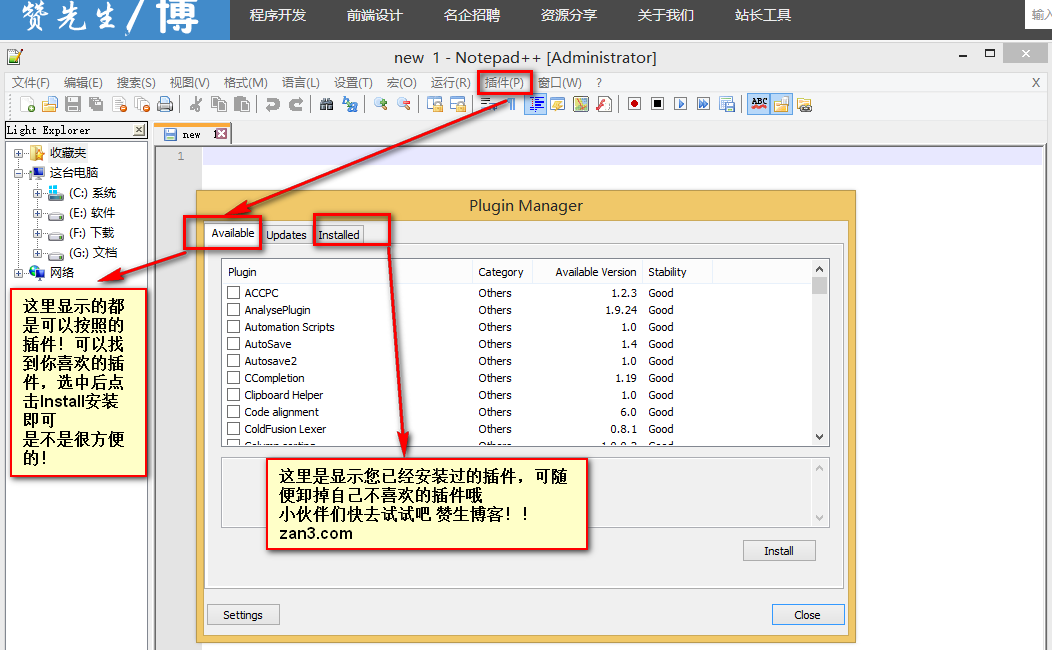 赞先生/博
程序开发 前端设计 名企招聘 资源分享 关于我们 站长工具
输入
new 1 - Notepad++ [Administrator]
文件(F) 编辑(E) 搜索(S) 视图(V) 格式(M) 语言(L) 设置(T) 宏(O) 运行(R) 插件(P) 窗口(W) ? X
ABC
Light Explorer
new 1
收藏夹
这台电脑
(C:) 系统
(E:) 软件
(F:) 下载
(G:) 文档
网络
1
Plugin Manager
Available Updates Installed
Plugin Category Available Version Stability
ACCPC Others 1.2.3 Good
AnalysePlugin Others 1.9.24 Good
Automation Scripts Others 1.0 Good
AutoSave Others 1.4 Good
Autosave2 Others 1.0 Good
CCompletion Others 1.19 Good
Clipboard Helper Others 1.0 Good
Code alignment Others 6.0 Good
ColdFusion Lexer Others 0.8.1 Good
这里显示的都
是可以按照的
插件！可以找
到你喜欢的插
件，选中后点
击Install安装
即可
是不是很方便
的！
这里是显示您已经安装过的插件，可随
便卸掉自己不喜欢的插件哦
小伙伴们快去试试吧 赞生博客！！
zan3.com
Install
Settings Close